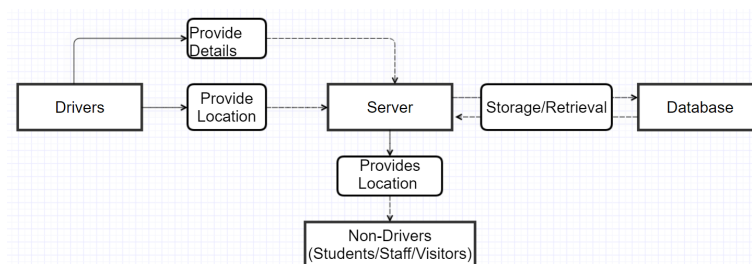 Provide
Details
Drivers
Provide
Location
Server
Storage/Retrieval
Database
Provides
Location
Non-Drivers
(Students/Staff/Visitors)